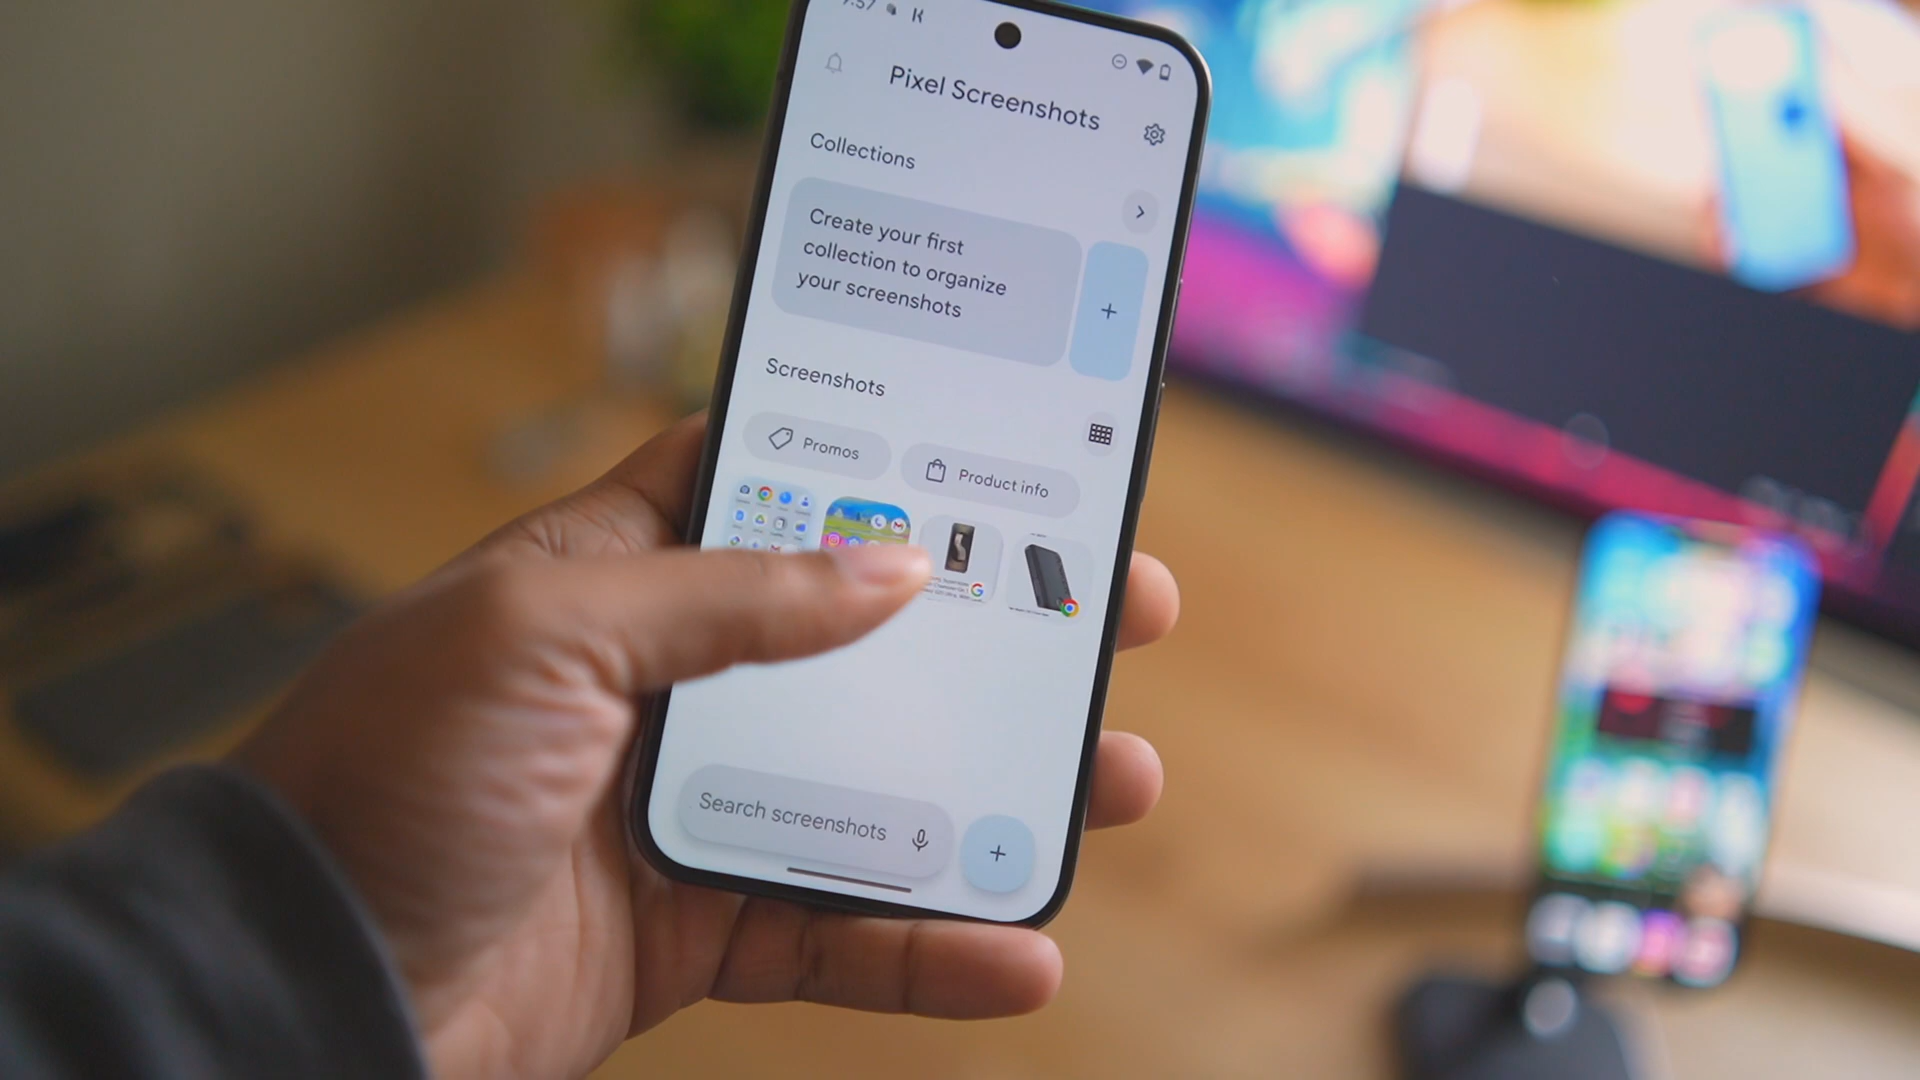 Pixel Screenshots
Collections
Create your first
collection to organize
your screenshots
Screenshots
Promos
Product info
Search screenshots